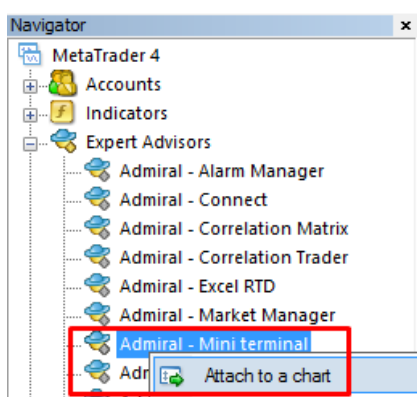 Navigator x
MetaTrader 4
Accounts
Indicators
Expert Advisors
Admiral - Alarm Manager
Admiral - Connect
Admiral - Correlation Matrix
Admiral - Correlation Trader
Admiral - Excel RTD
Admiral - Market Manager
Admiral - Mini terminal
Attach to a chart